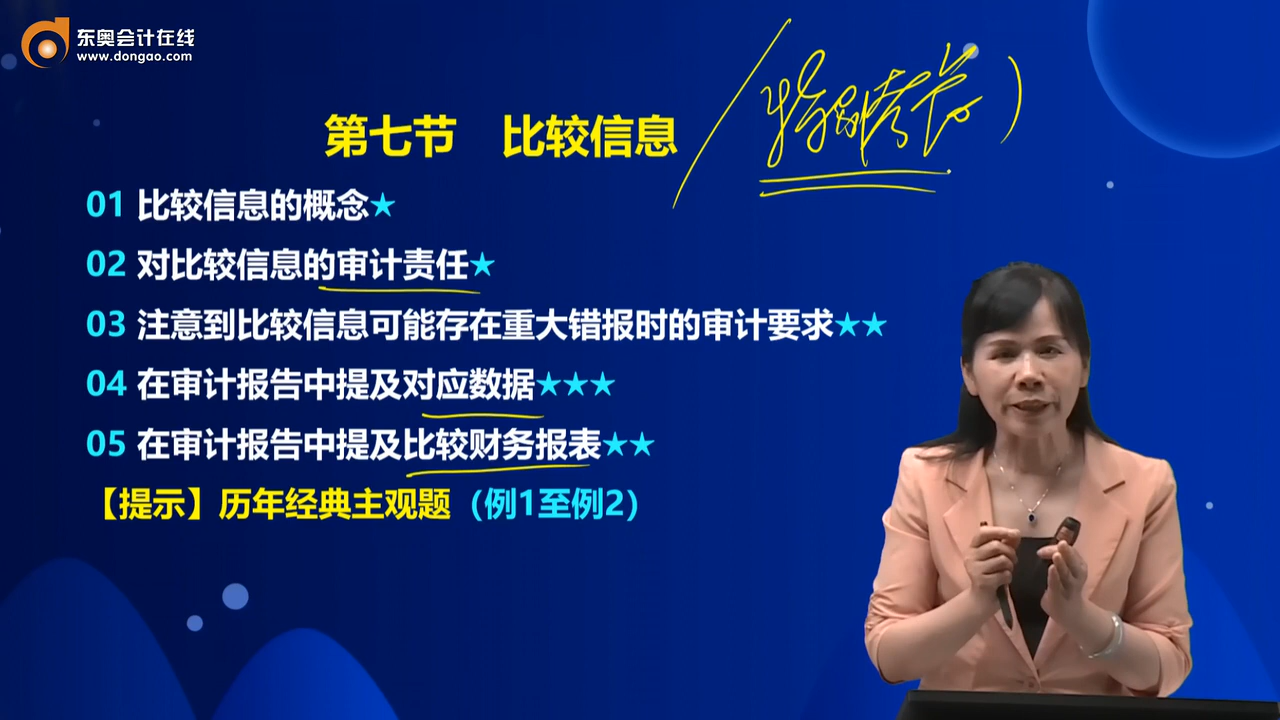 东奥会计在线
www.dongao.com
第七节 比较信息
01 比较信息的概念★
02 对比较信息的审计责任★
03 注意到比较信息可能存在重大错报时的审计要求★★
04 在审计报告中提及对应数据★★★
05 在审计报告中提及比较财务报表★★
【提示】历年经典主观题（例1至例2）